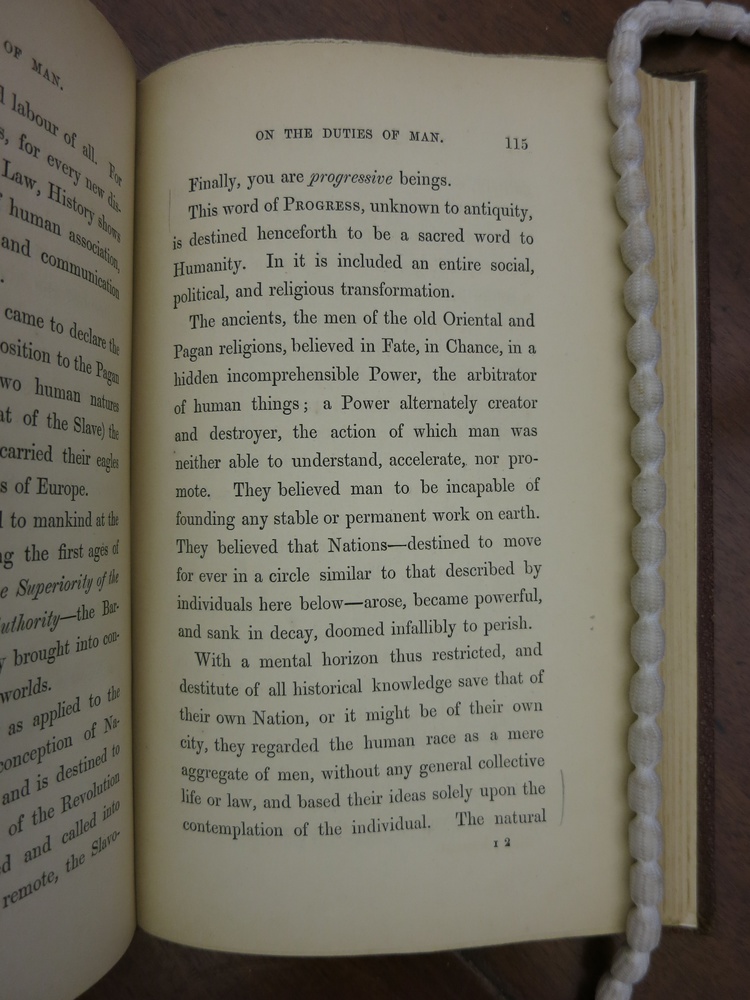 OF MAN.
labour of all. For
for every new dis-
Law, History shows
human association,
and communication
came to declare the
osition to the Pagan
wo human natures
at of the Slave) the
carried their eagles
s of Europe.
to mankind at the
ng the first ages of
e Superiority of the
uthority—the Bar-
y brought into con-
worlds.
as applied to the
conception of Na-
and is destined to
of the Revolution
d and called into
remote, the Slavo-
ON THE DUTIES OF MAN. 115
Finally, you are progressive beings.
This word of PROGRESS, unknown to antiquity,
is destined henceforth to be a sacred word to
Humanity. In it is included an entire social,
political, and religious transformation.
The ancients, the men of the old Oriental and
Pagan religions, believed in Fate, in Chance, in a
hidden incomprehensible Power, the arbitrator
of human things; a Power alternately creator
and destroyer, the action of which man was
neither able to understand, accelerate, nor pro-
mote. They believed man to be incapable of
founding any stable or permanent work on earth.
They believed that Nations—destined to move
for ever in a circle similar to that described by
individuals here below—arose, became powerful,
and sank in decay, doomed infallibly to perish.
With a mental horizon thus restricted, and
destitute of all historical knowledge save that of
their own Nation, or it might be of their own
city, they regarded the human race as a mere
aggregate of men, without any general collective
life or law, and based their ideas solely upon the
contemplation of the individual. The natural
I 2